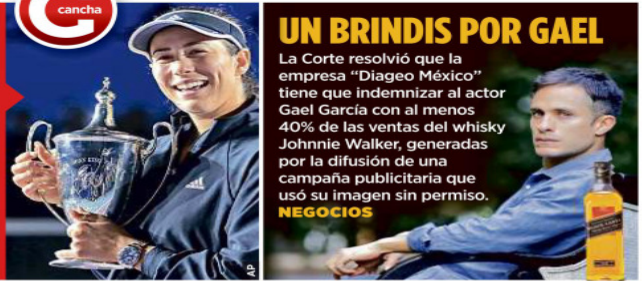 cancha
AP
UN BRINDIS POR GAEL
La Corte resolvió que la
empresa “Diageo México”
tiene que indemnizar al actor
Gael García con al menos
40% de las ventas del whisky
Johnnie Walker, generadas
por la difusión de una
campaña publicitaria que
usó su imagen sin permiso.
NEGOCIOS